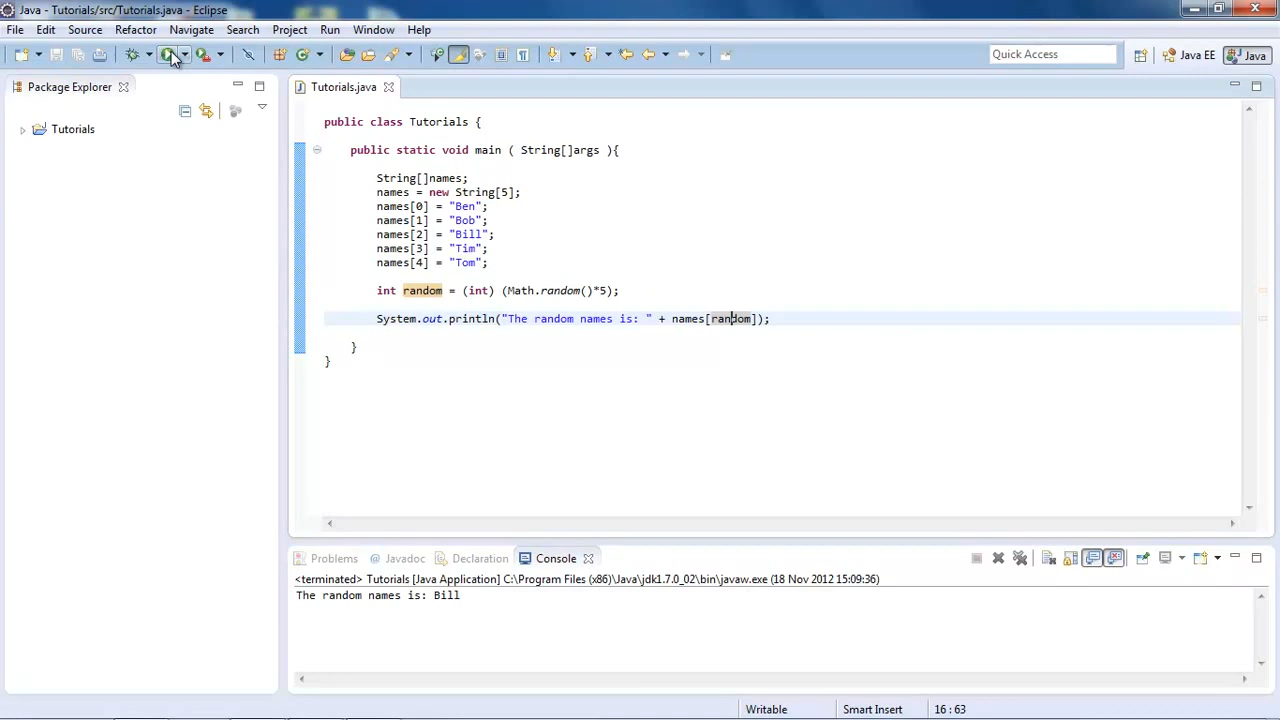 Java - Tutorials/src/Tutorials.java - Eclipse
File Edit Source Refactor Navigate Search Project Run Window Help
Quick Access Java EE Java
Package Explorer
Tutorials
Tutorials.java
public class Tutorials {
public static void main ( String[]args ){
String[]names;
names = new String[5];
names[0] = "Ben";
names[1] = "Bob";
names[2] = "Bill";
names[3] = "Tim";
names[4] = "Tom";
int random = (int) (Math.random()*5);
System.out.println("The random names is: " + names[random]);
}
}
Problems Javadoc Declaration Console
<terminated> Tutorials [Java Application] C:\Program Files (x86)\Java\jdk1.7.0_02\bin\javaw.exe (18 Nov 2012 15:09:36)
The random names is: Bill
Writable Smart Insert 16 : 63